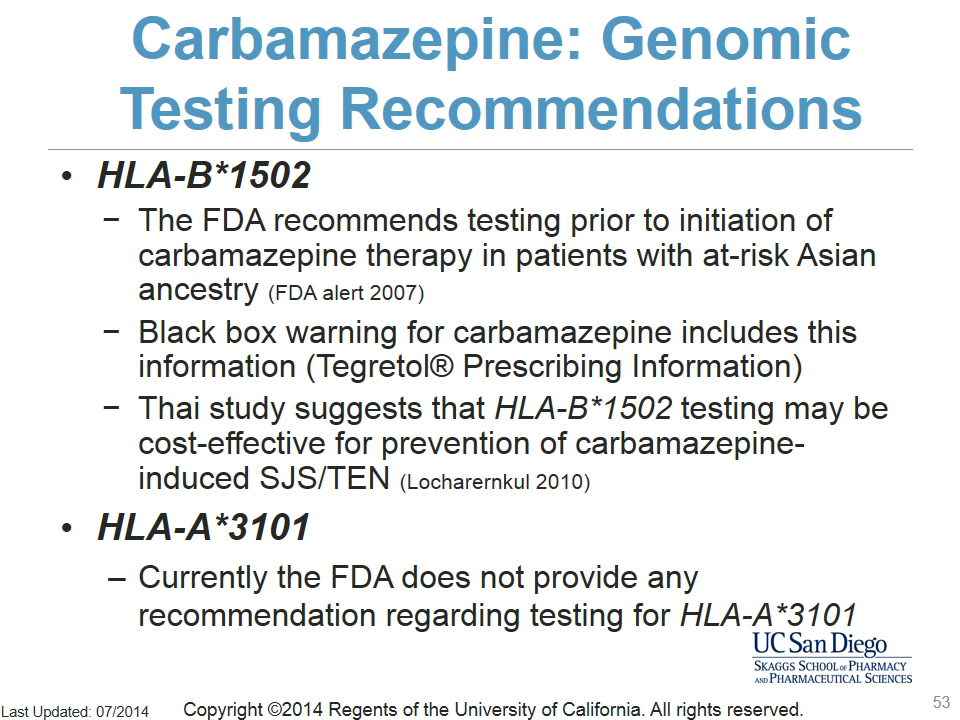 Carbamazepine: Genomic
Testing Recommendations
• HLA-B*1502
− The FDA recommends testing prior to initiation of
carbamazepine therapy in patients with at-risk Asian
ancestry (FDA alert 2007)
− Black box warning for carbamazepine includes this
information (Tegretol® Prescribing Information)
− Thai study suggests that HLA-B*1502 testing may be
cost-effective for prevention of carbamazepine-
induced SJS/TEN (Locharernkul 2010)
• HLA-A*3101
– Currently the FDA does not provide any
recommendation regarding testing for HLA-A*3101
UC San Diego
SKAGGS SCHOOL OF PHARMACY
AND PHARMACEUTICAL SCIENCES
Last Updated: 07/2014 Copyright ©2014 Regents of the University of California. All rights reserved. 53